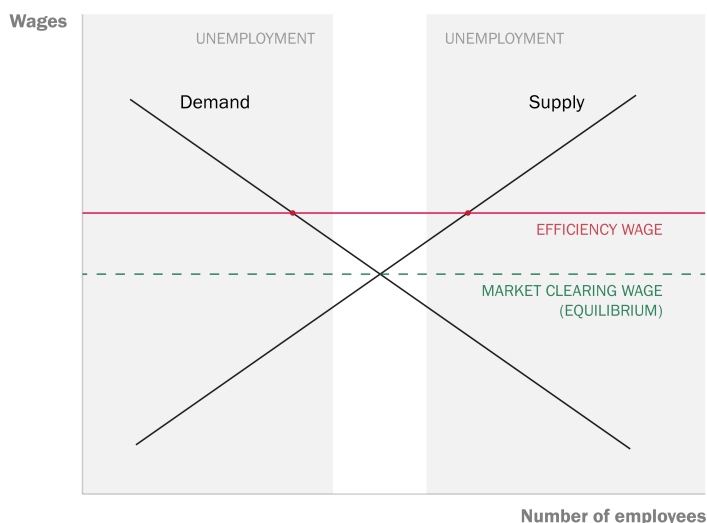 Wages
UNEMPLOYMENT
UNEMPLOYMENT
Demand
Supply
EFFICIENCY WAGE
MARKET CLEARING WAGE
(EQUILIBRIUM)
Number of employees